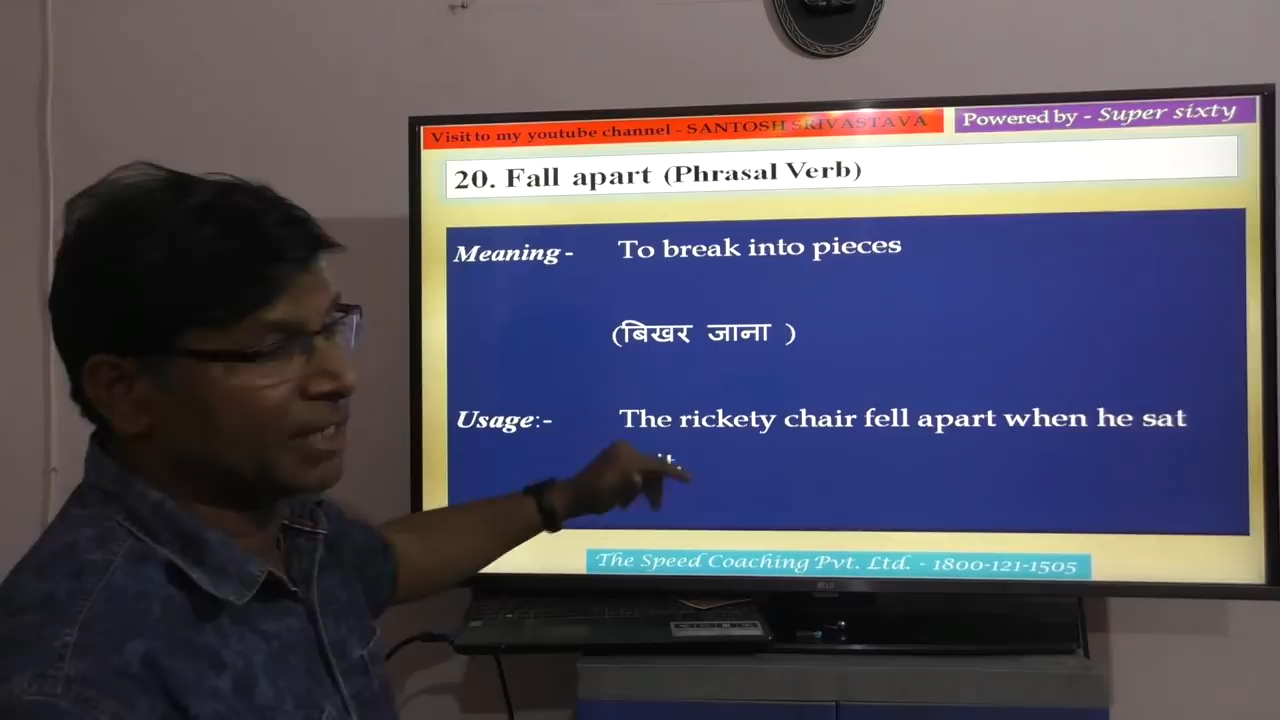 Visit to my youtube channel - SANTOSH SRIVASTAVA
Powered by - Super sixty
20. Fall apart (Phrasal Verb)
Meaning - To break into pieces
(बिखर जाना )
Usage:- The rickety chair fell apart when he sat
it.
The Speed Coaching Pvt. Ltd. - 1800-121-1505
LG